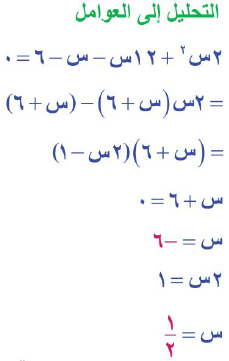 التحليل إلى العوامل
٢س٢ + ١٢س − س − ٦ = ٠
= ٢س(س + ٦) − (س + ٦)
= (س + ٦)(٢س − ١)
س + ٦ = ٠
س = −٦
٢س = ١
س = ١/٢